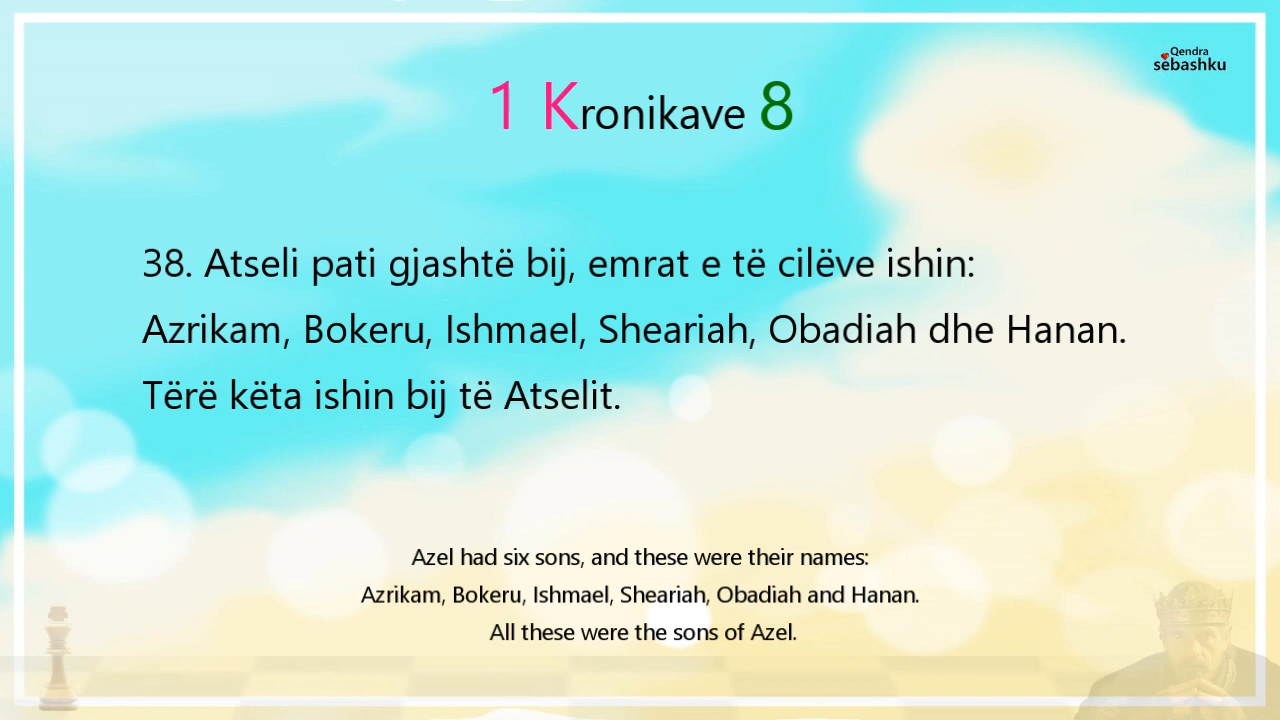 Qendra
sëbashku
1 Kronikave 8
38. Atseli pati gjashtë bij, emrat e të cilëve ishin:
Azrikam, Bokeru, Ishmael, Sheariah, Obadiah dhe Hanan.
Tërë këta ishin bij të Atselit.
Azel had six sons, and these were their names:
Azrikam, Bokeru, Ishmael, Sheariah, Obadiah and Hanan.
All these were the sons of Azel.